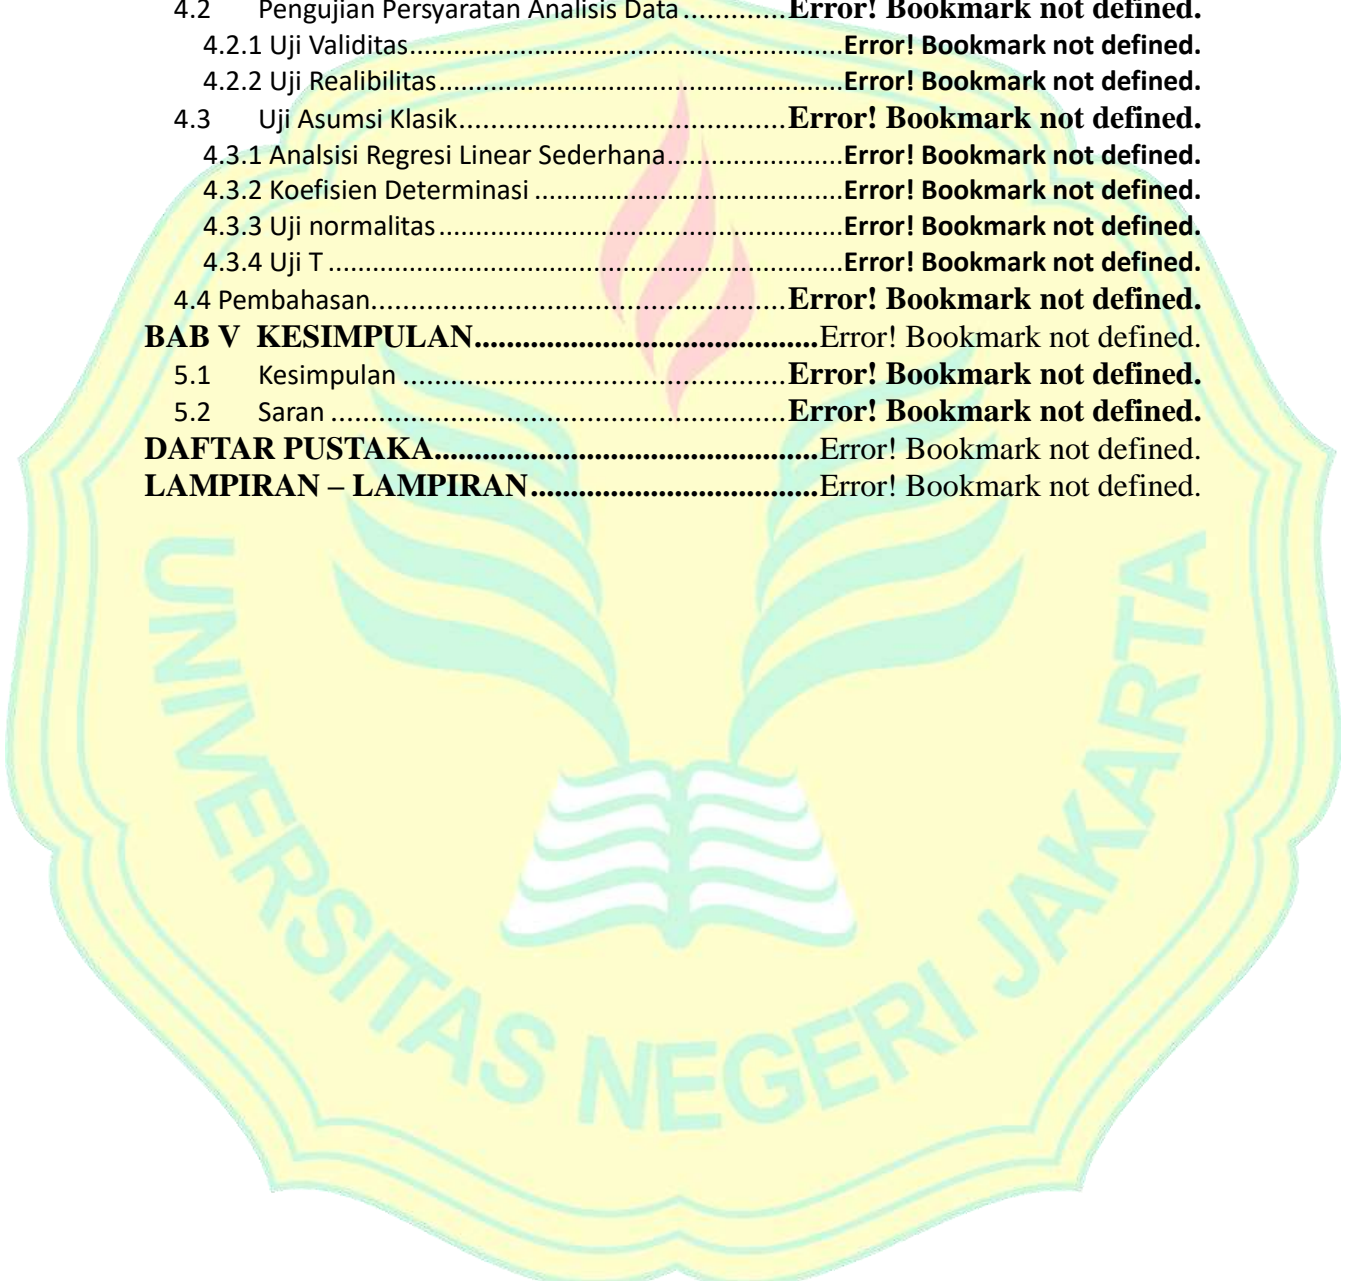 4.2 Pengujian Persyaratan Analisis Data.............Error! Bookmark not defined.
4.2.1 Uji Validitas..........................................................Error! Bookmark not defined.
4.2.2 Uji Realibilitas......................................................Error! Bookmark not defined.
4.3 Uji Asumsi Klasik.........................................Error! Bookmark not defined.
4.3.1 Analsisi Regresi Linear Sederhana.......................Error! Bookmark not defined.
4.3.2 Koefisien Determinasi.........................................Error! Bookmark not defined.
4.3.3 Uji normalitas......................................................Error! Bookmark not defined.
4.3.4 Uji T.....................................................................Error! Bookmark not defined.
4.4 Pembahasan....................................................Error! Bookmark not defined.
BAB V KESIMPULAN...........................................Error! Bookmark not defined.
5.1 Kesimpulan................................................Error! Bookmark not defined.
5.2 Saran.........................................................Error! Bookmark not defined.
DAFTAR PUSTAKA................................................Error! Bookmark not defined.
LAMPIRAN – LAMPIRAN....................................Error! Bookmark not defined.
UNIVERSITAS NEGERI JAKARTA